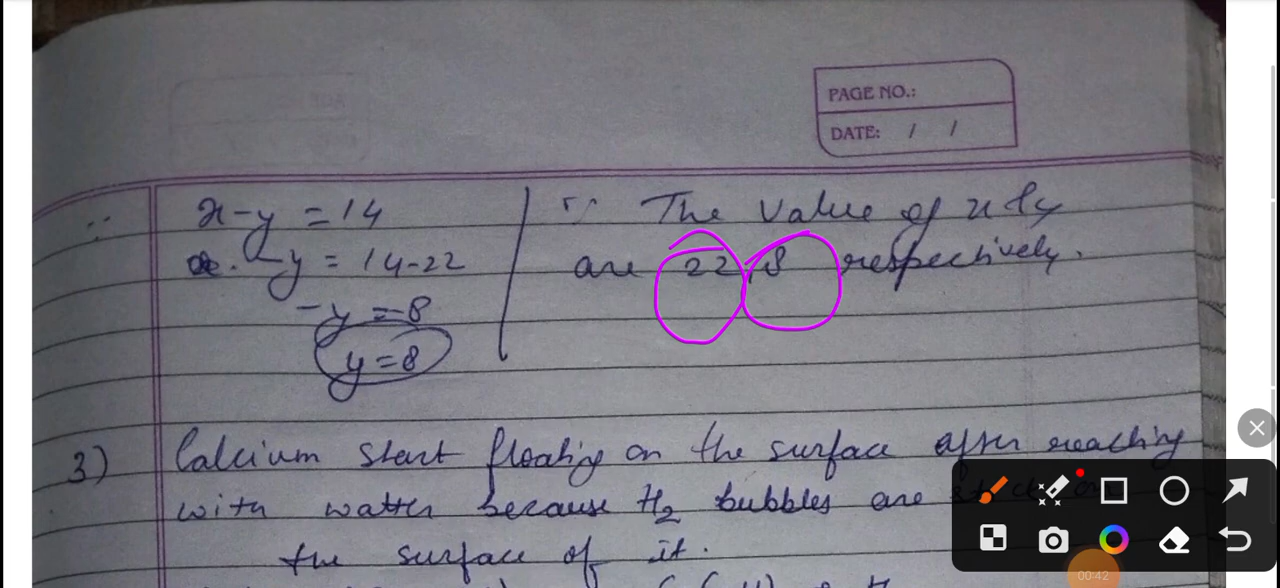 PAGE NO.:
DATE: / /
∴ x-y = 14
-y = 14-22
-y = -8
y = 8
∵ The value of x & y
are 22, 8 respectively.
3) Calcium start floating on the surface after reacting
with watter because H2 bubbles are
the surface of it.
00:42